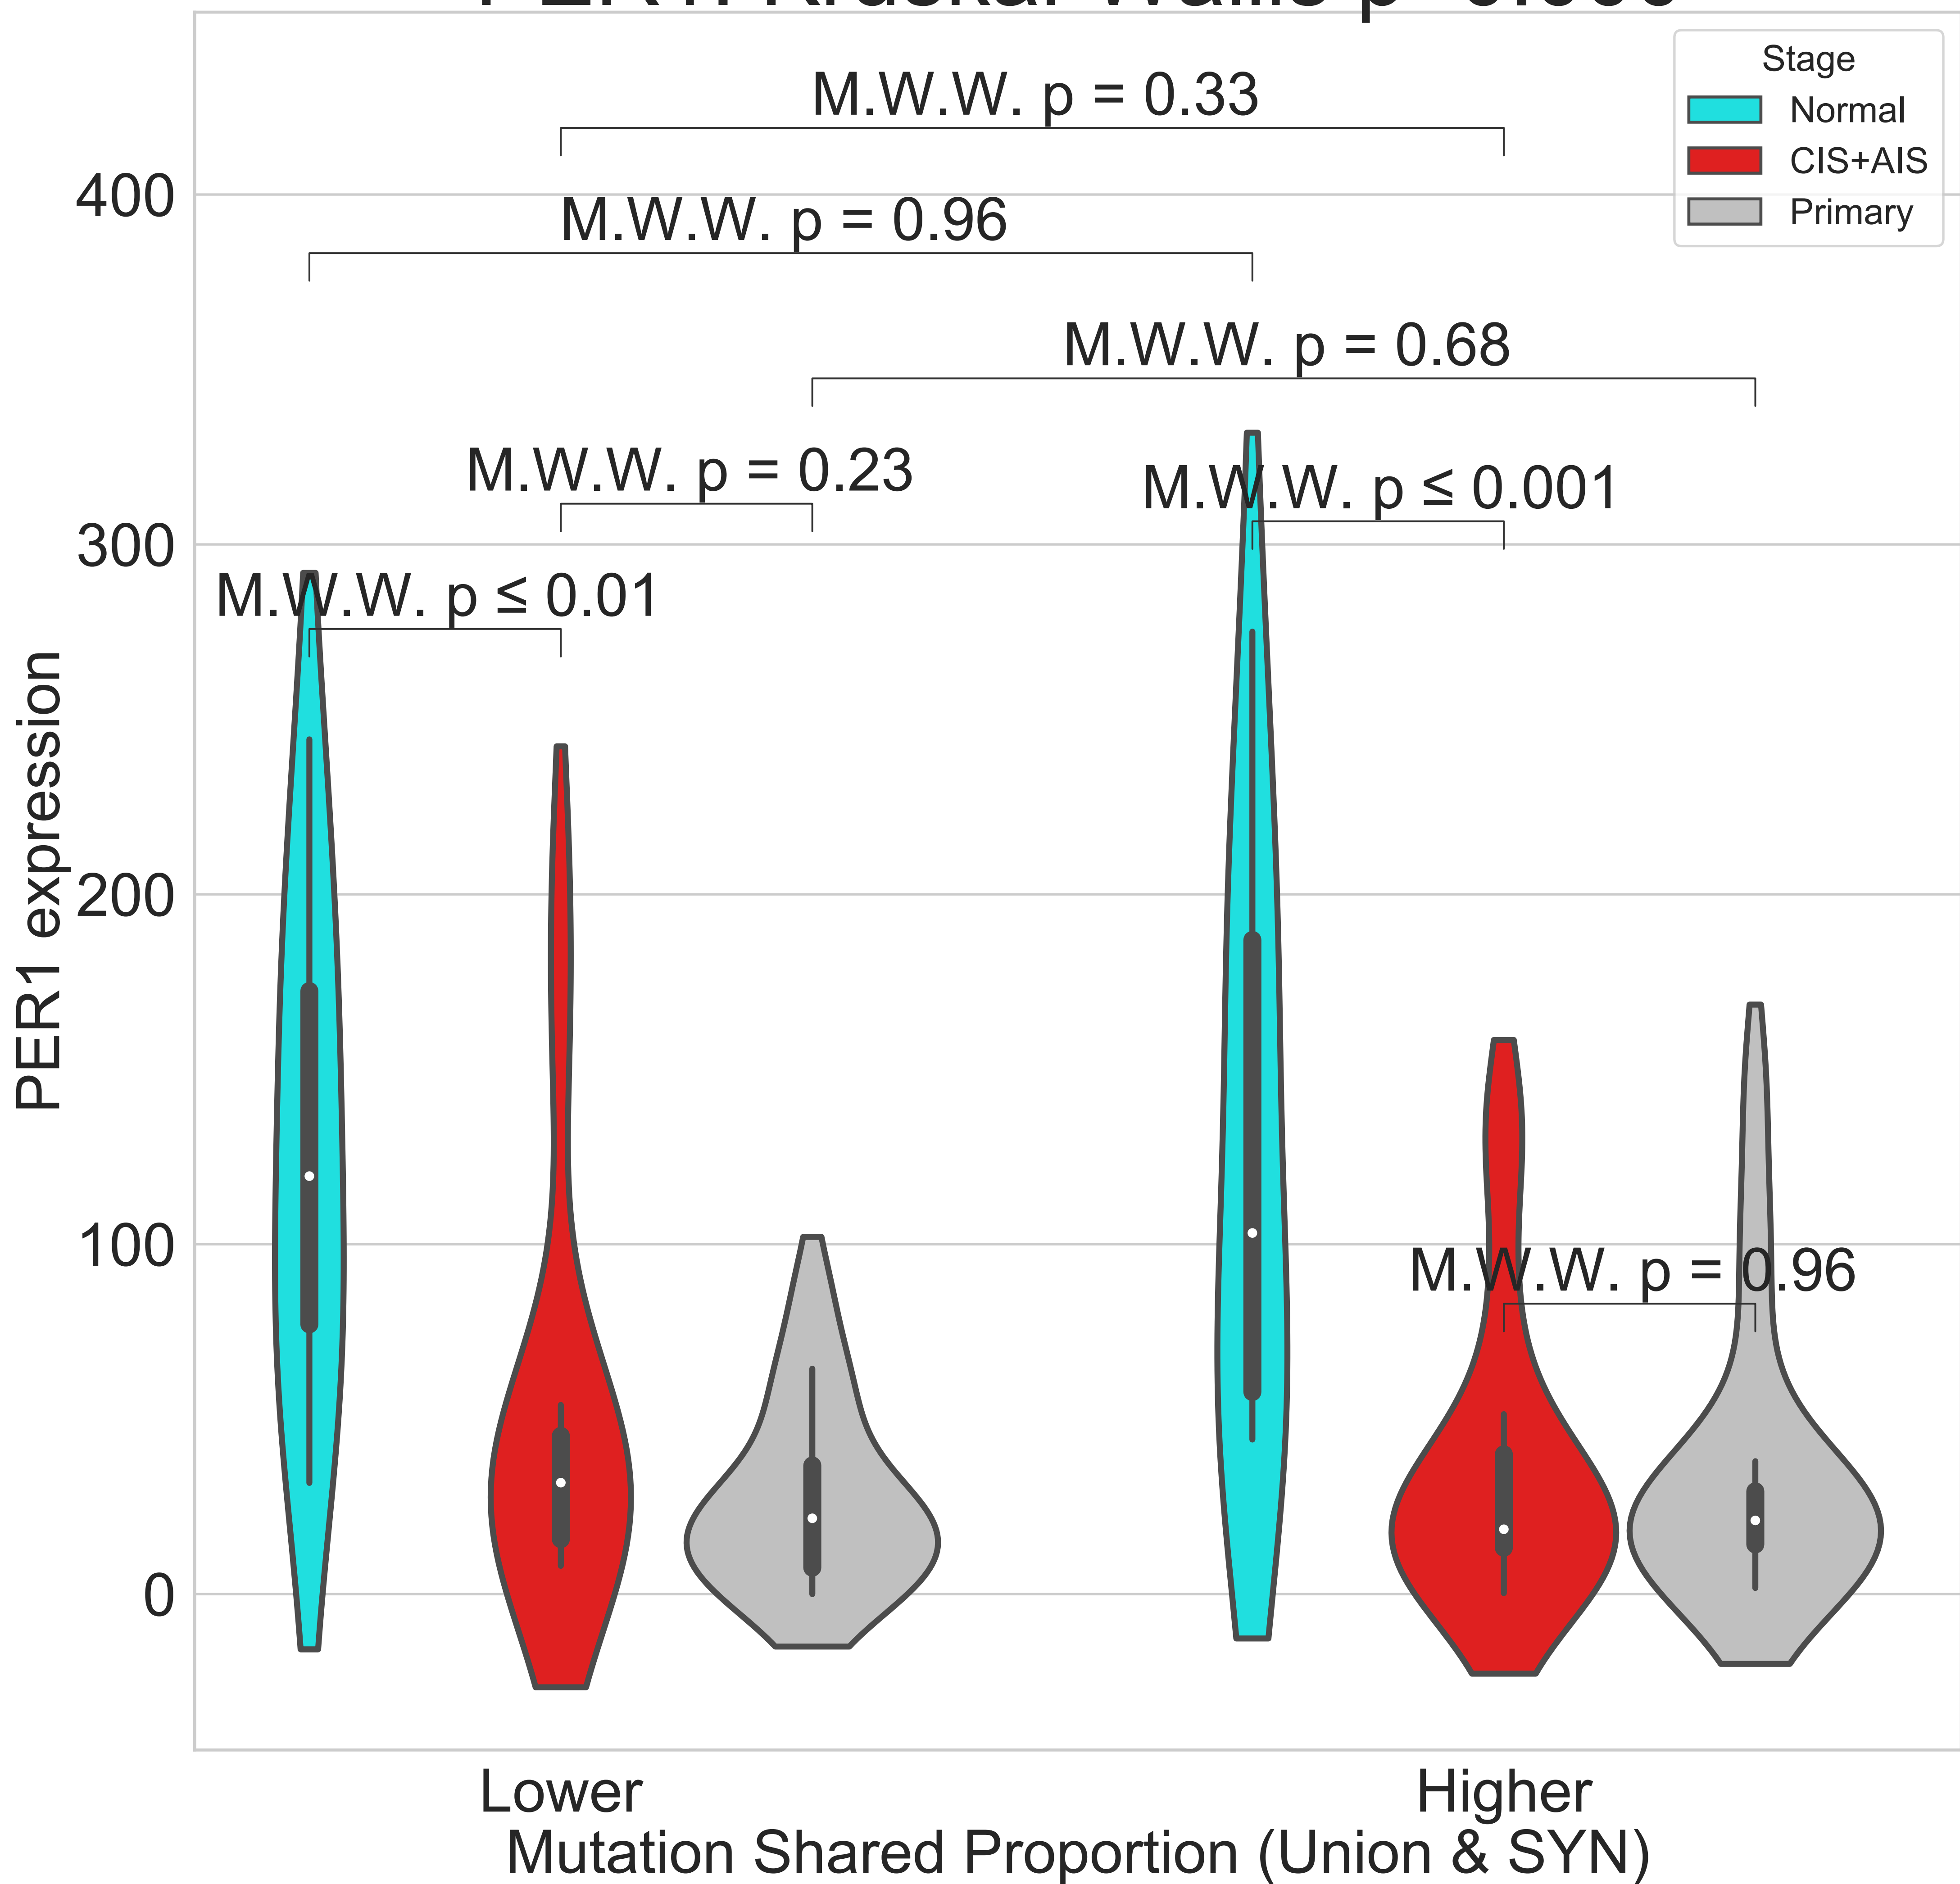 Stage
Normal
CIS+AIS
Primary
M.W.W. p = 0.33
M.W.W. p = 0.96
M.W.W. p = 0.68
M.W.W. p = 0.23
M.W.W. p ≤ 0.001
M.W.W. p ≤ 0.01
M.W.W. p = 0.96
400
300
200
100
0
PER1 expression
Lower
Higher
Mutation Shared Proportion (Union & SYN)